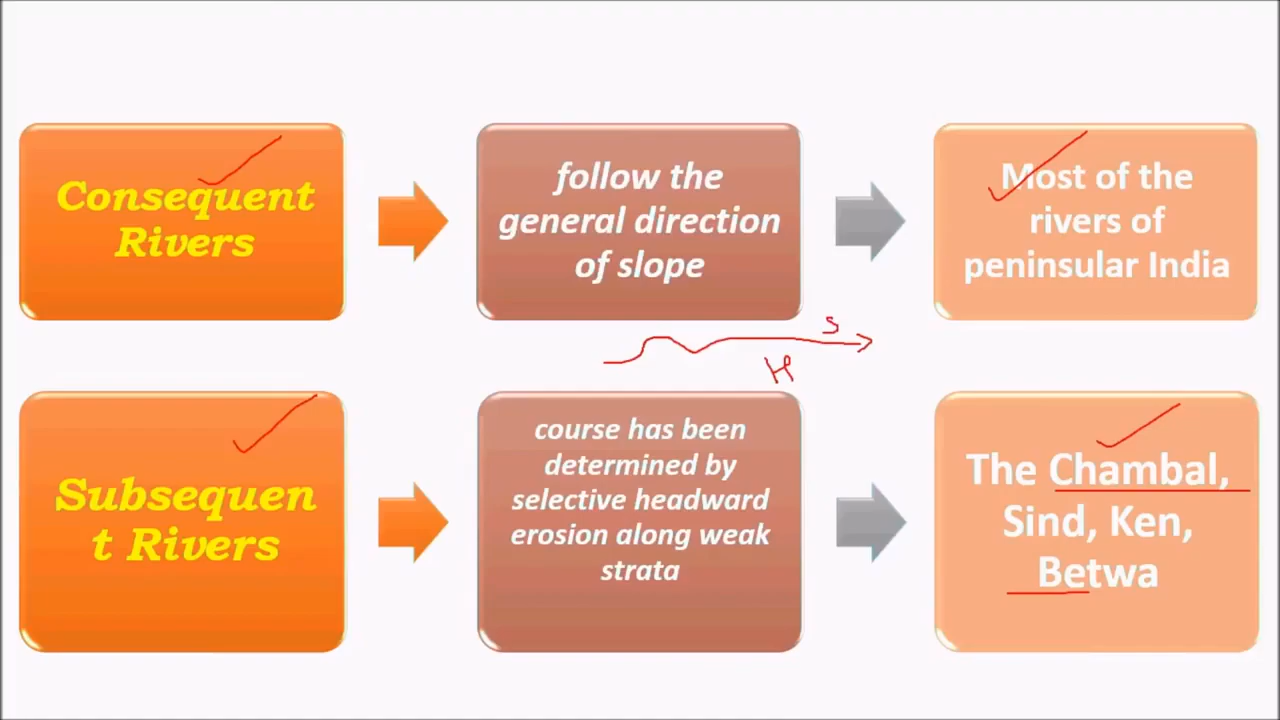 Consequent
Rivers
follow the
general direction
of slope
Most of the
rivers of
peninsular India
S
H
Subsequen
t Rivers
course has been
determined by
selective headward
erosion along weak
strata
The Chambal,
Sind, Ken,
Betwa